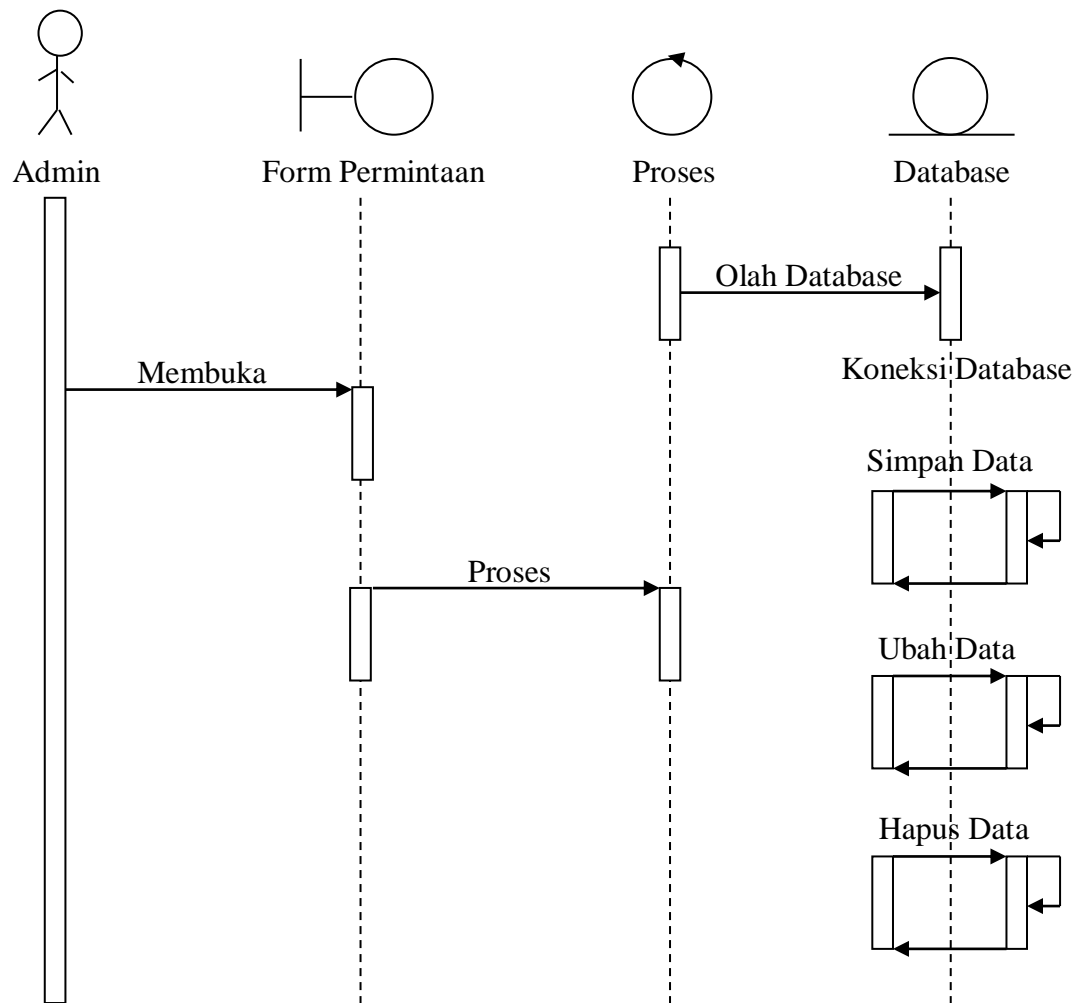 Admin
Form Permintaan
Proses
Database
Olah Database
Membuka
Koneksi Database
Simpan Data
Proses
Ubah Data
Hapus Data